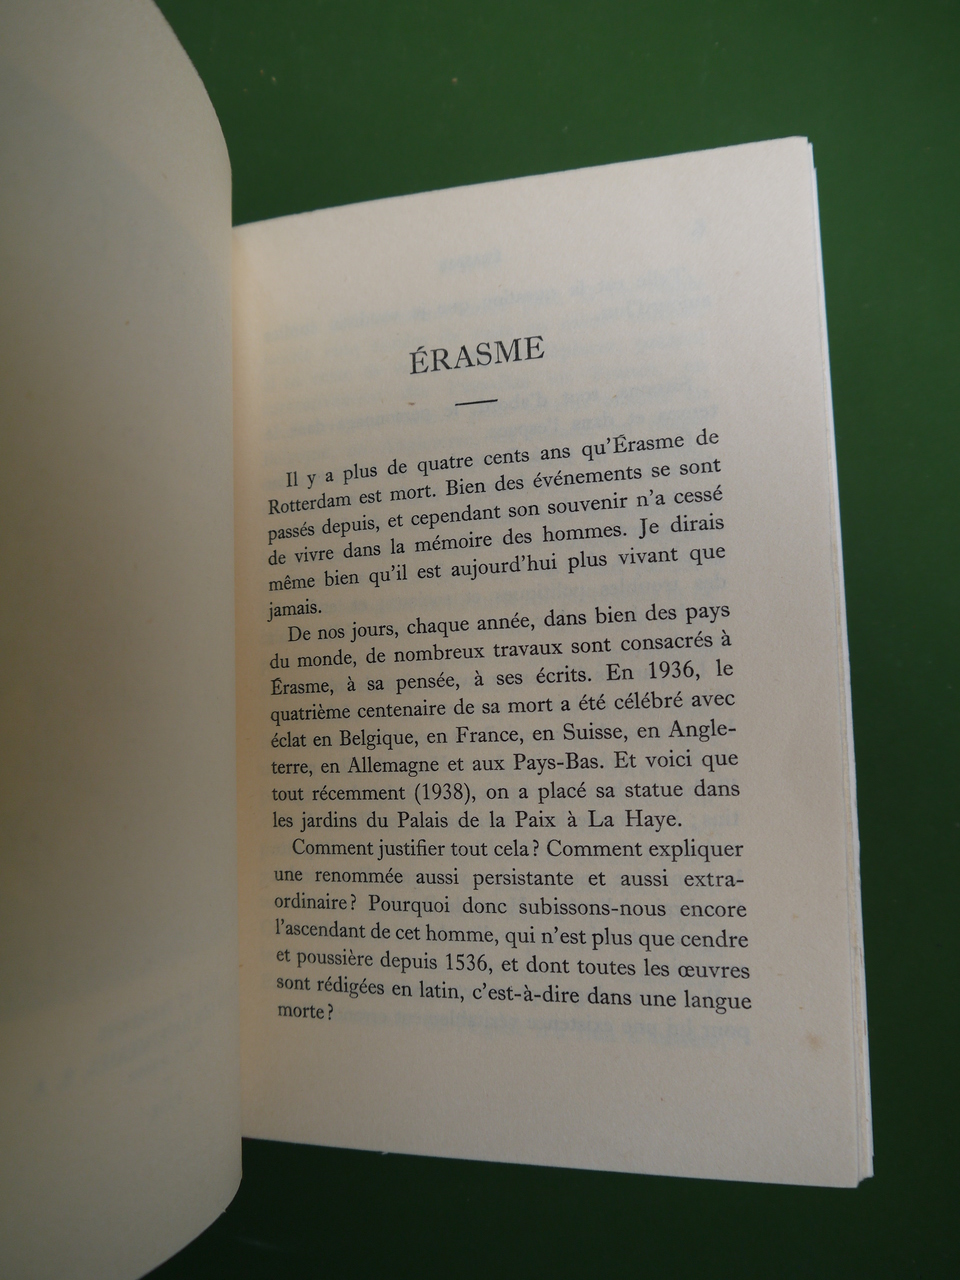 ÉRASME
Il y a plus de quatre cents ans qu'Érasme de
Rotterdam est mort. Bien des événements se sont
passés depuis, et cependant son souvenir n'a cessé
de vivre dans la mémoire des hommes. Je dirais
même bien qu'il est aujourd'hui plus vivant que
jamais.
De nos jours, chaque année, dans bien des pays
du monde, de nombreux travaux sont consacrés à
Érasme, à sa pensée, à ses écrits. En 1936, le
quatrième centenaire de sa mort a été célébré avec
éclat en Belgique, en France, en Suisse, en Angle-
terre, en Allemagne et aux Pays-Bas. Et voici que
tout récemment (1938), on a placé sa statue dans
les jardins du Palais de la Paix à La Haye.
Comment justifier tout cela? Comment expliquer
une renommée aussi persistante et aussi extra-
ordinaire? Pourquoi donc subissons-nous encore
l'ascendant de cet homme, qui n'est plus que cendre
et poussière depuis 1536, et dont toutes les œuvres
sont rédigées en latin, c'est-à-dire dans une langue
morte?